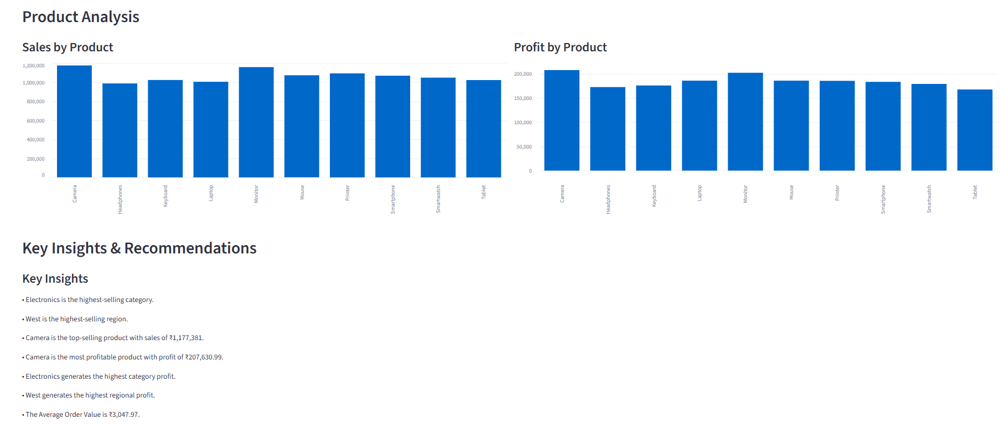 Product Analysis
Sales by Product
1,200,000
1,000,000
800,000
600,000
400,000
200,000
0
Camera
Headphones
Keyboard
Laptop
Monitor
Mouse
Printer
Smartphone
Smartwatch
Tablet
Profit by Product
200,000
150,000
100,000
50,000
0
Camera
Headphones
Keyboard
Laptop
Monitor
Mouse
Printer
Smartphone
Smartwatch
Tablet
Key Insights & Recommendations
Key Insights
• Electronics is the highest-selling category.
• West is the highest-selling region.
• Camera is the top-selling product with sales of ₹1,177,381.
• Camera is the most profitable product with profit of ₹207,630.99.
• Electronics generates the highest category profit.
• West generates the highest regional profit.
• The Average Order Value is ₹3,047.97.